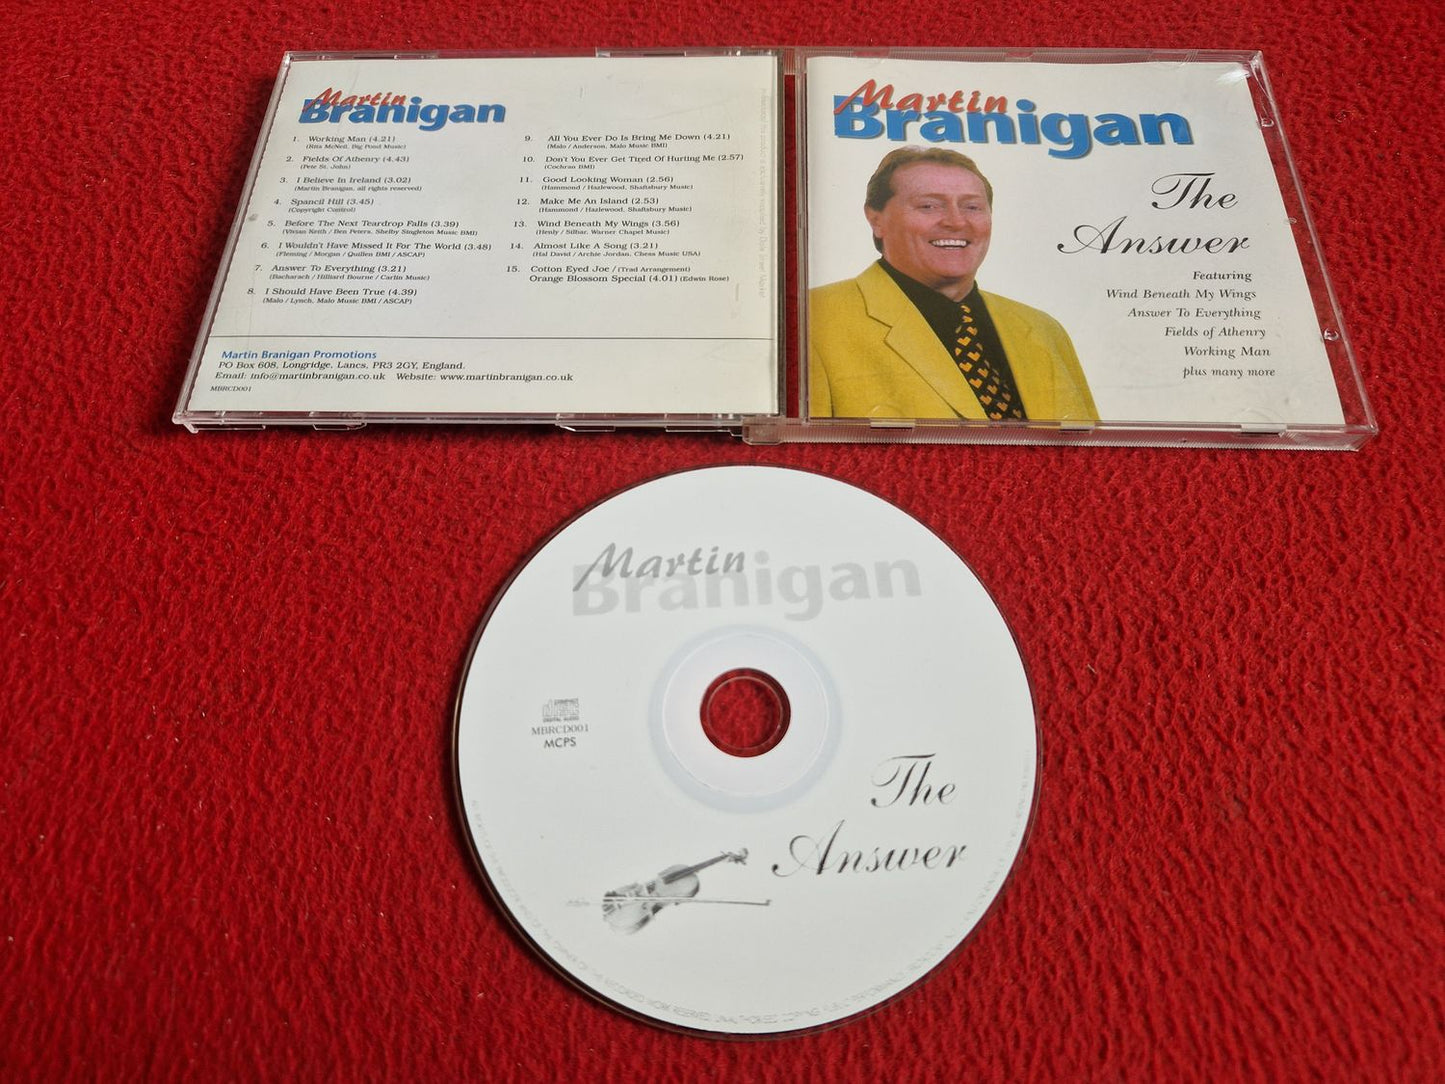 Martin
Branigan
1. Working Man (4.21)
(Rita McNeil, Big Pond Music)
2. Fields Of Athenry (4.43)
(Pete St. John)
3. I Believe In Ireland (3.02)
(Martin Branigan, all rights reserved)
4. Spancil Hill (3.45)
(Copyright Control)
5. Before The Next Teardrop Falls (3.39)
(Vivian Keith / Ben Peters, Shelby Singleton Music BMI)
6. I Wouldn't Have Missed It For The World (3.48)
(Fleming / Morgan / Quillen BMI / ASCAP)
7. Answer To Everything (3.21)
(Bacharach / Hilliard Bourne / Carlin Music)
8. I Should Have Been True (4.39)
(Malo / Lynch, Malo Music BMI / ASCAP)
9. All You Ever Do Is Bring Me Down (4.21)
(Malo / Anderson, Malo Music BMI)
10. Don't You Ever Get Tired Of Hurting Me (2.57)
(Cochran BMI)
11. Good Looking Woman (2.56)
(Hammond / Hazlewood, Shaftsbury Music)
12. Make Me An Island (2.53)
(Hammond / Hazlewood, Shaftsbury Music)
13. Wind Beneath My Wings (3.56)
(Henly / Silbar, Warner Chapel Music)
14. Almost Like A Song (3.21)
(Hal David / Archie Jordan, Chess Music USA)
15. Cotton Eyed Joe / (Trad Arrangement)
Orange Blossom Special (4.01) (Edwin Rose)
Martin Branigan Promotions
PO Box 608, Longridge, Lancs, PR3 2GY, England.
Email: info@martinbranigan.co.uk Website: www.martinbranigan.co.uk
MBRCD001
Martin
Branigan
The
Answer
Featuring
Wind Beneath My Wings
Answer To Everything
Fields of Athenry
Working Man
plus many more
Martin
Branigan
COMPACT
disc
DIGITAL AUDIO
MBRCD001
MCPS
The
Answer